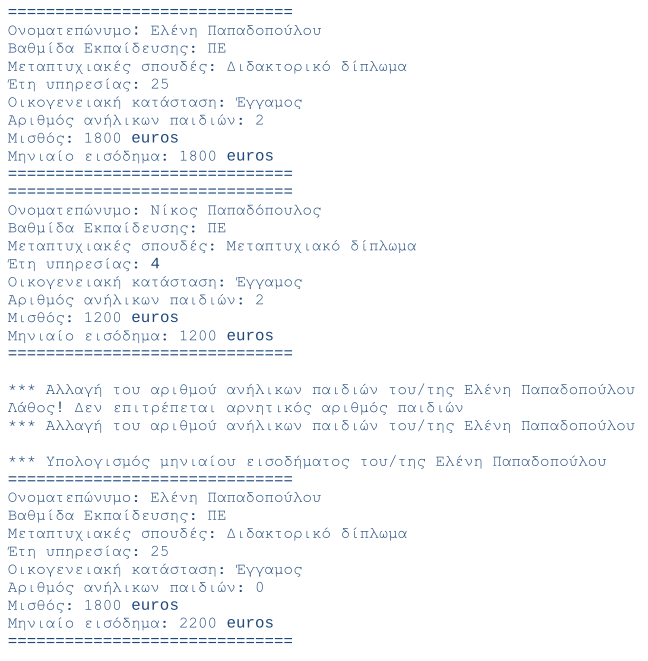 ==============================
Ονοματεπώνυμο: Ελένη Παπαδοπούλου
Βαθμίδα Εκπαίδευσης: ΠΕ
Μεταπτυχιακές σπουδές: Διδακτορικό δίπλωμα
Έτη υπηρεσίας: 25
Οικογενειακή κατάσταση: Έγγαμος
Αριθμός ανήλικων παιδιών: 2
Μισθός: 1800 euros
Μηνιαίο εισόδημα: 1800 euros
==============================
==============================
Ονοματεπώνυμο: Νίκος Παπαδόπουλος
Βαθμίδα Εκπαίδευσης: ΠΕ
Μεταπτυχιακές σπουδές: Μεταπτυχιακό δίπλωμα
Έτη υπηρεσίας: 4
Οικογενειακή κατάσταση: Έγγαμος
Αριθμός ανήλικων παιδιών: 2
Μισθός: 1200 euros
Μηνιαίο εισόδημα: 1200 euros
==============================
*** Αλλαγή του αριθμού ανήλικων παιδιών του/της Ελένη Παπαδοπούλου
Λάθος! Δεν επιτρέπεται αρνητικός αριθμός παιδιών
*** Αλλαγή του αριθμού ανήλικων παιδιών του/της Ελένη Παπαδοπούλου
*** Υπολογισμός μηνιαίου εισοδήματος του/της Ελένη Παπαδοπούλου
==============================
Ονοματεπώνυμο: Ελένη Παπαδοπούλου
Βαθμίδα Εκπαίδευσης: ΠΕ
Μεταπτυχιακές σπουδές: Διδακτορικό δίπλωμα
Έτη υπηρεσίας: 25
Οικογενειακή κατάσταση: Έγγαμος
Αριθμός ανήλικων παιδιών: 0
Μισθός: 1800 euros
Μηνιαίο εισόδημα: 2200 euros
==============================